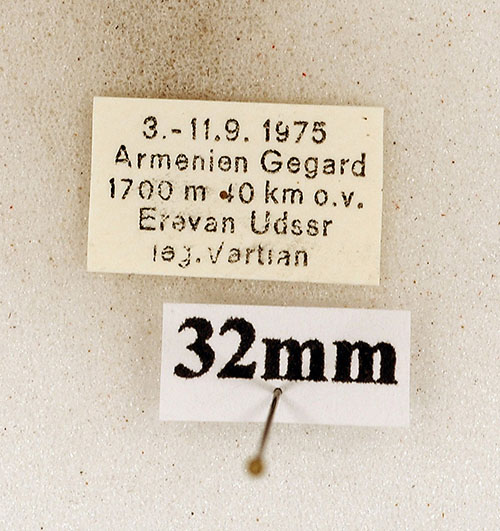 3.-11.9. 1975
Armenien Gegard
1700 m 40 km o.v.
Erevan Udssr
leg. Vartian
32mm